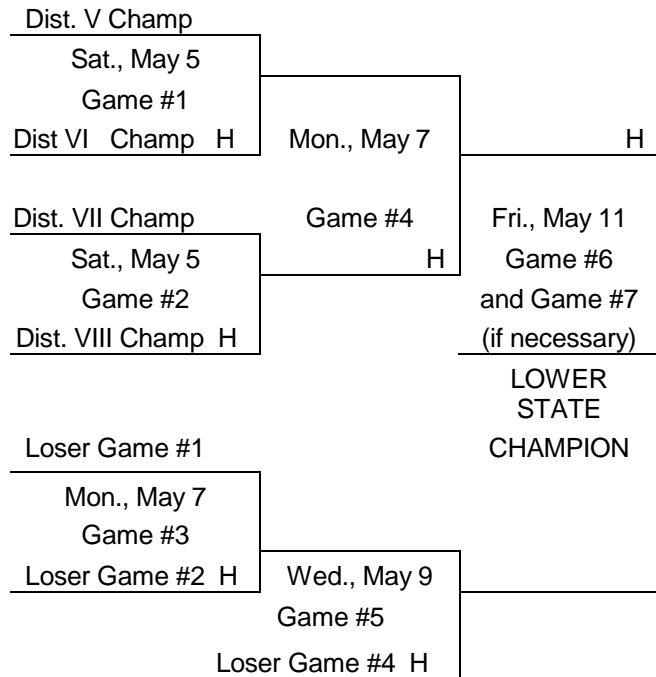 Dist. V Champ
Sat., May 5
Game #1
Dist VI Champ H
Mon., May 7
H
Dist. VII Champ
Game #4
Fri., May 11
Sat., May 5
H
Game #6
Game #2
and Game #7
Dist. VIII Champ H
(if necessary)
LOWER
STATE
Loser Game #1
CHAMPION
Mon., May 7
Game #3
Loser Game #2 H
Wed., May 9
Game #5
Loser Game #4 H